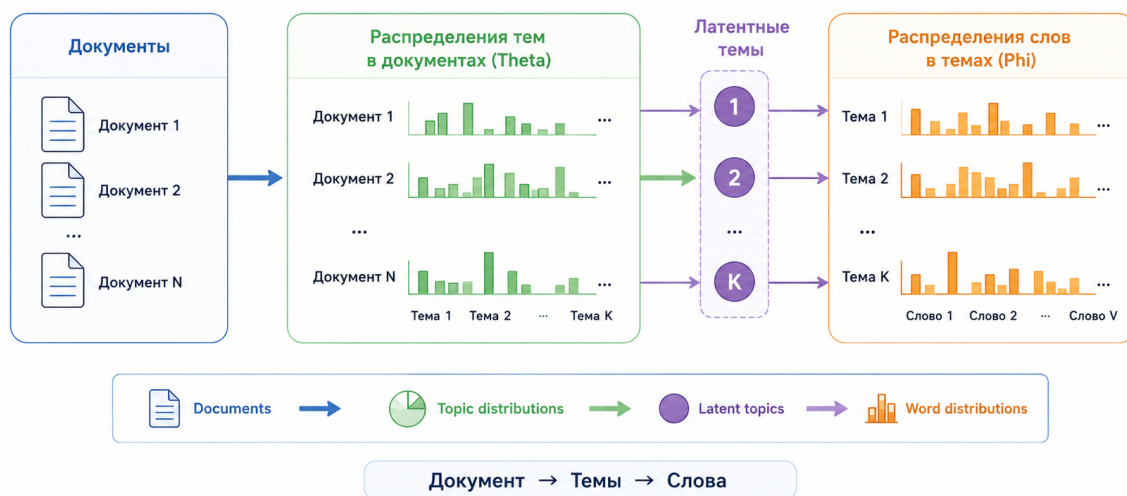 Документы
Документ 1
Документ 2
...
Документ N
Распределения тем
в документах (Theta)
Документ 1
...
Документ 2
...
...
Документ N
...
Тема 1 Тема 2 ... Тема K
Латентные
темы
1
2
...
K
Распределения слов
в темах (Phi)
Тема 1
...
Тема 2
...
...
Тема K
...
Слово 1 Слово 2 ... Слово V
Documents → Topic distributions → Latent topics → Word distributions
Документ → Темы → Слова